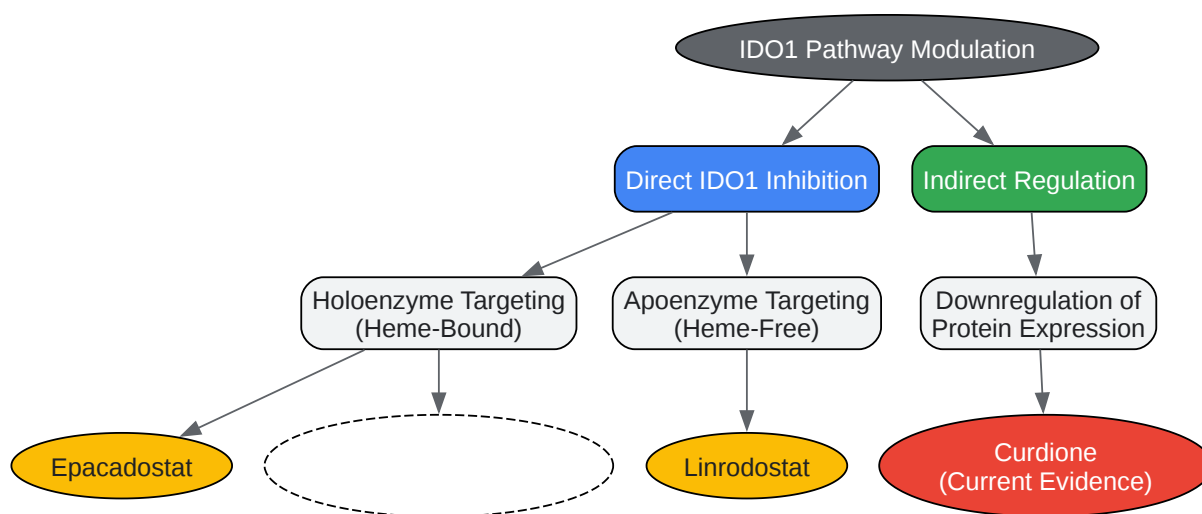 IDO1 Pathway Modulation
Direct IDO1 Inhibition
Indirect Regulation
Holoenzyme Targeting
(Heme-Bound)
Apoenzyme Targeting
(Heme-Free)
Downregulation of
Protein Expression
Epacadostat
Linrodostat
Curdione
(Current Evidence)